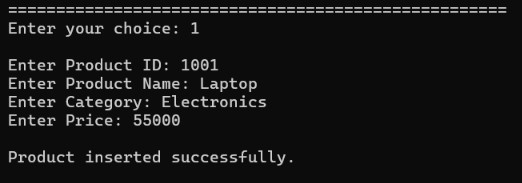 ====================================================
Enter your choice: 1
Enter Product ID: 1001
Enter Product Name: Laptop
Enter Category: Electronics
Enter Price: 55000
Product inserted successfully.